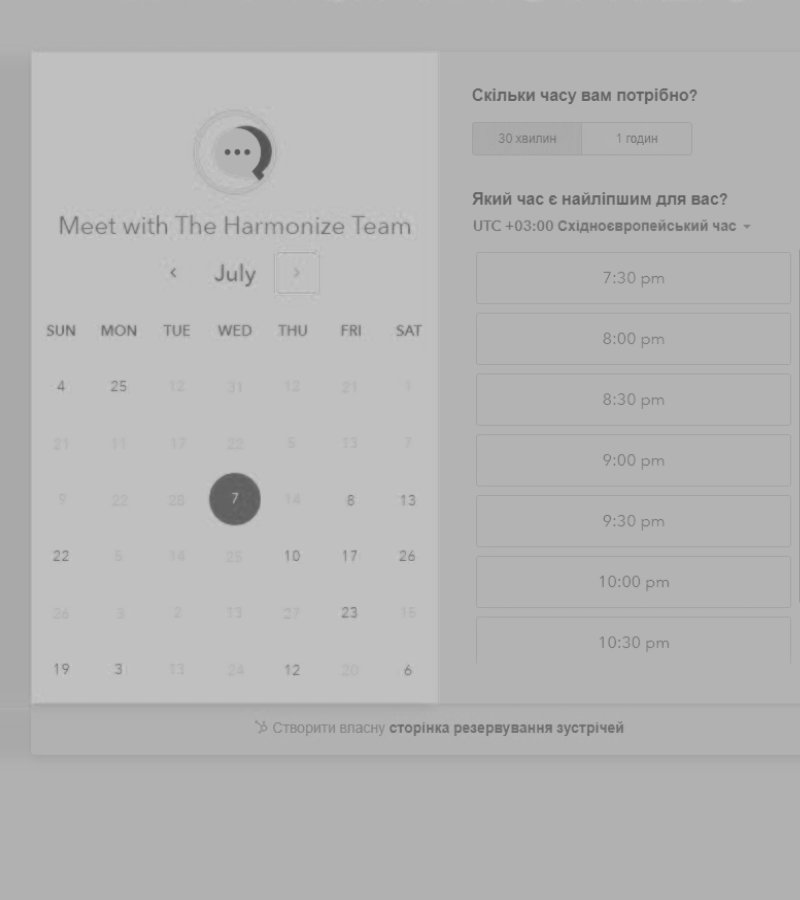 Meet with The Harmonize Team
July
SUN MON TUE WED THU FRI SAT
4 25 12 31 12 21 1
21 11 17 22 5 13 7
9 22 20 7 14 8 13
22 5 14 25 10 17 26
26 9 2 13 27 23 15
19 3 13 24 12 20 6
Скільки часу вам потрібно?
30 хвилин 1 годин
Який час є найліпшим для вас?
UTC +03:00 Східноєвропейський час
7:30 pm
8:00 pm
8:30 pm
9:00 pm
9:30 pm
10:00 pm
10:30 pm
Створити власну сторінка резервування зустрічей